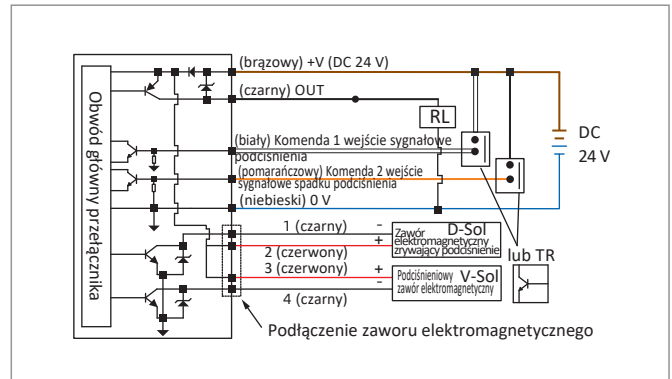 Obwód główny przełącznika
(brązowy) +V (DC 24 V)
(czarny) OUT
RL
(biały) Komenda 1 wejście sygnałowe
podciśnienia
(pomarańczowy) Komenda 2 wejście
sygnałowe spadku podciśnienia
(niebieski) 0 V
DC
24 V
1 (czarny)
-
+
2 (czerwony)
Zawór D-Sol
elektromagnetyczny
zrywający podciśnienie
3 (czerwony)
+
-
4 (czarny)
Podciśnieniowy V-Sol
zawór elektromagnetyczny
lub TR
Podłączenie zaworu elektromagnetycznego